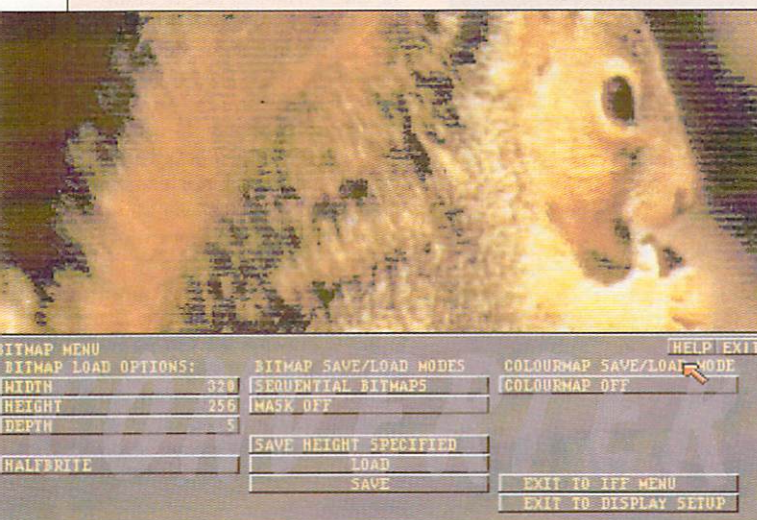 BITMAP MENU
HELP EXIT
BITMAP LOAD OPTIONS:
WIDTH 320
HEIGHT 256
DEPTH 5
HALFBRITE
BITMAP SAVE/LOAD MODES
SEQUENTIAL BITMAPS
MASK OFF
SAVE HEIGHT SPECIFIED
LOAD
SAVE
COLOURMAP SAVE/LOAD MODE
COLOURMAP OFF
EXIT TO IFF MENU
EXIT TO DISPLAY SETUP
CONVERTER